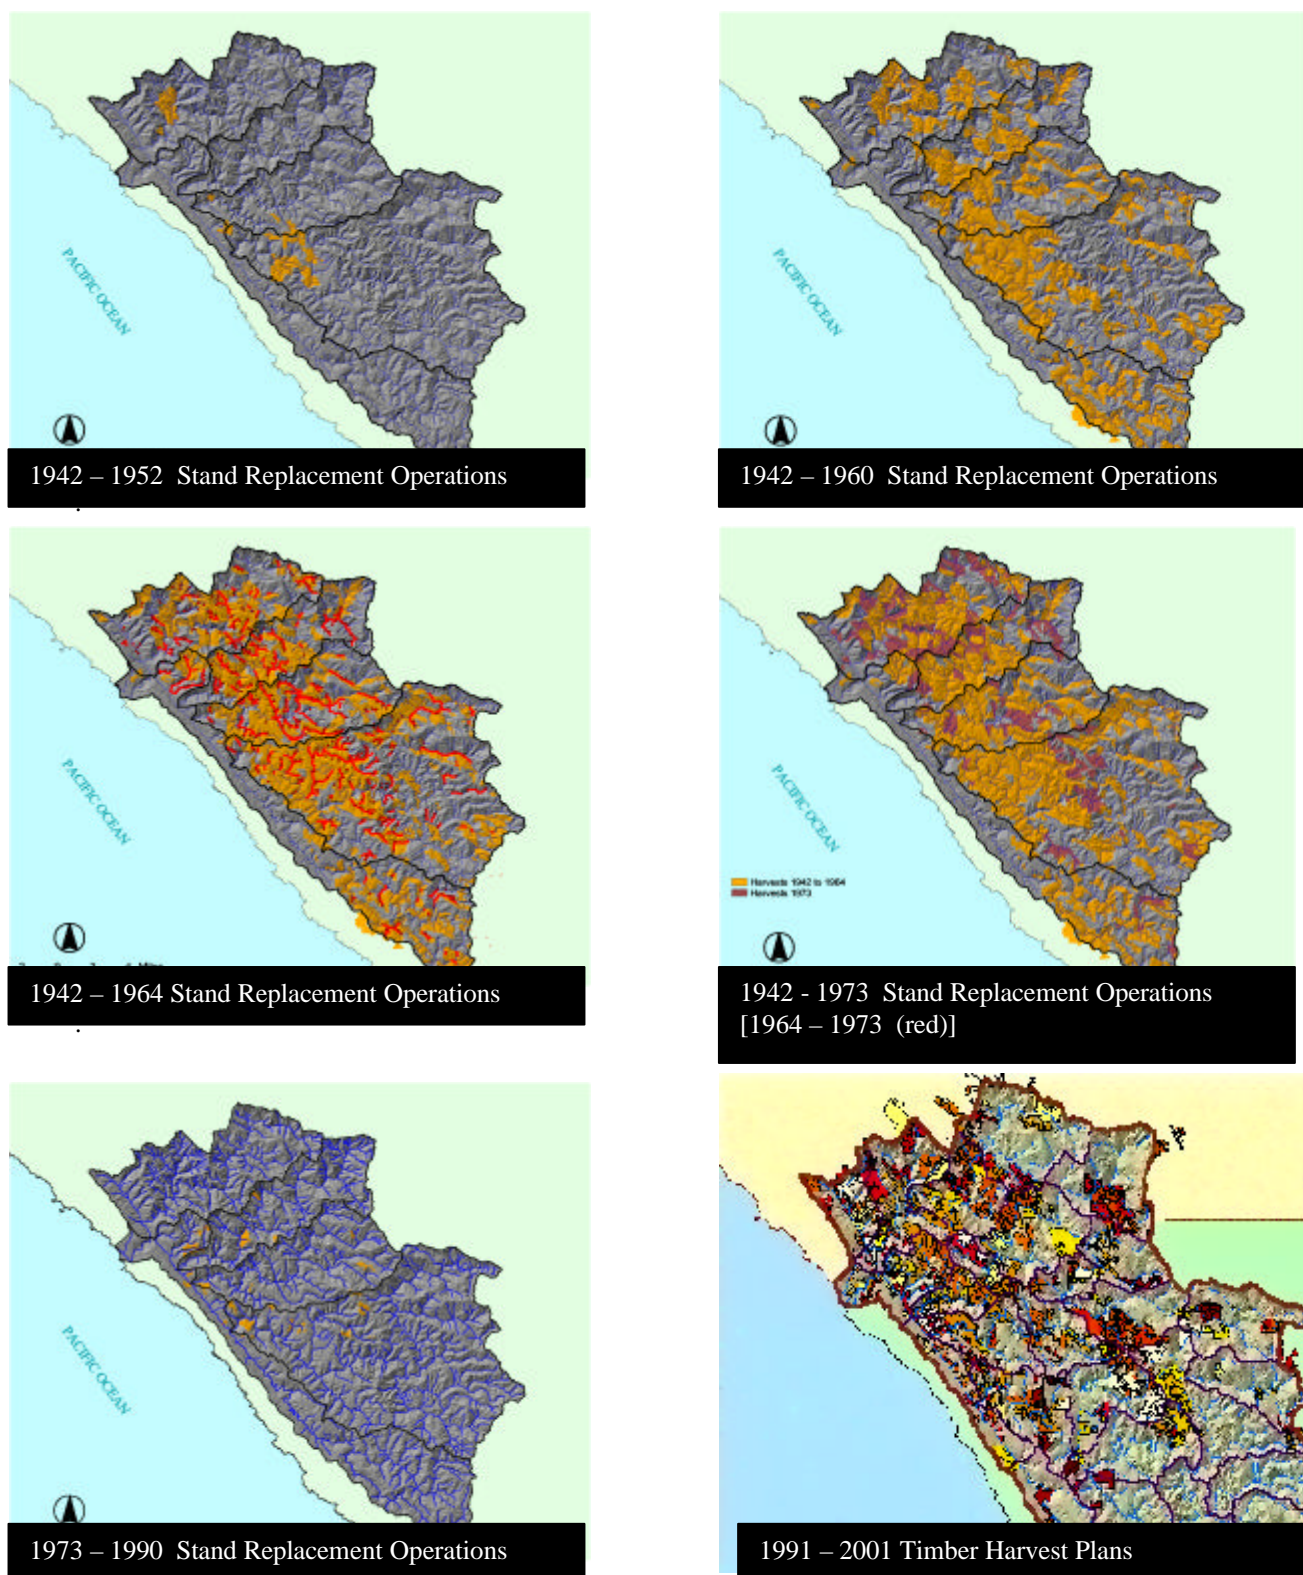 PACIFIC OCEAN
1942 – 1952 Stand Replacement Operations
PACIFIC OCEAN
1942 – 1960 Stand Replacement Operations
PACIFIC OCEAN
1942 – 1964 Stand Replacement Operations
PACIFIC OCEAN
Harvests 1942 to 1964
Harvests 1973
1942 - 1973 Stand Replacement Operations
[1964 – 1973 (red)]
PACIFIC OCEAN
1973 – 1990 Stand Replacement Operations
1991 – 2001 Timber Harvest Plans